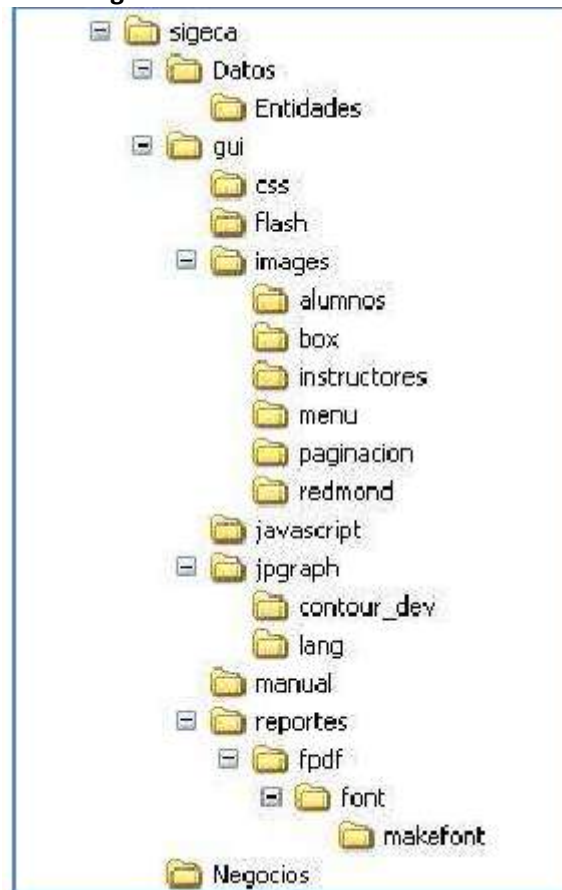 sigeca
Datos
Entidades
gui
css
flash
images
alumnos
box
instructores
menu
paginacion
redmond
javascript
jpgraph
contour_dev
lang
manual
reportes
fpdf
font
makefont
Negocios